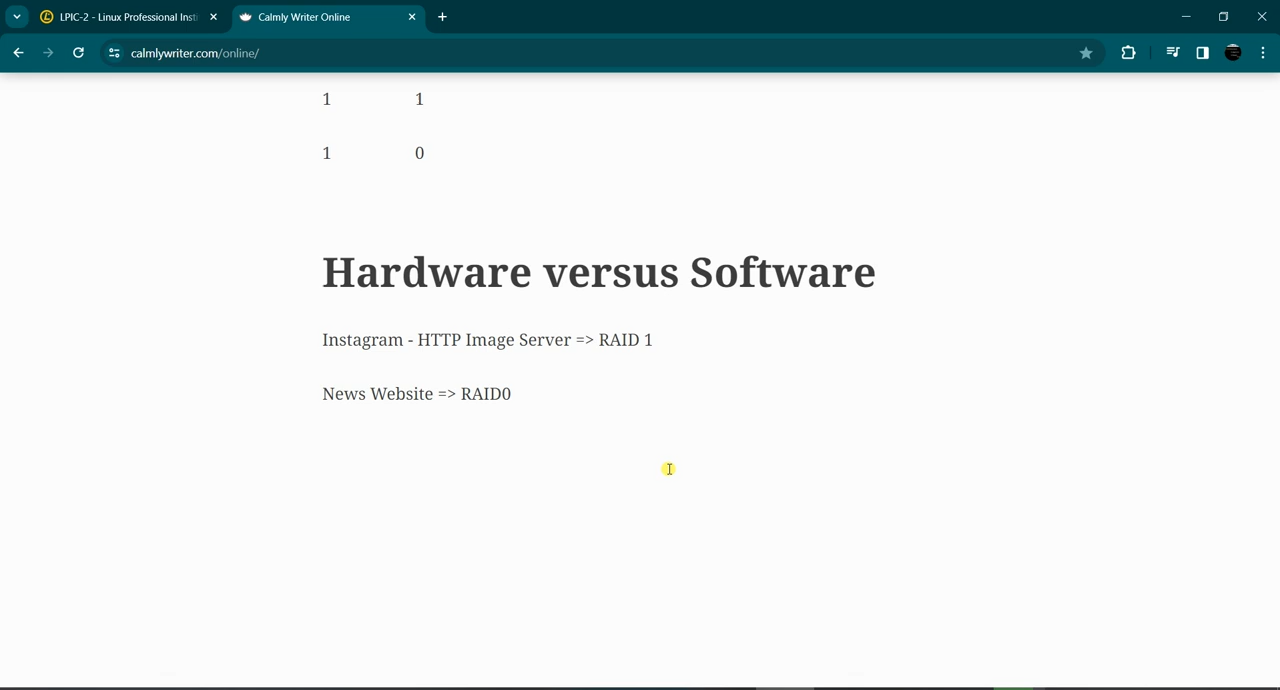 LPIC-2 - Linux Professional Insti
Calmly Writer Online
calmlywriter.com/online/
1 1
1 0
Hardware versus Software
Instagram - HTTP Image Server => RAID 1
News Website => RAID0